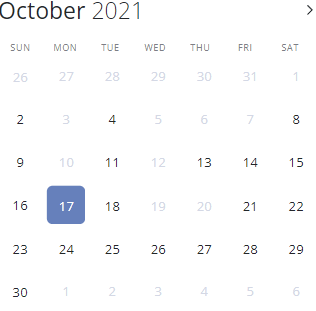 October 2021
SUN MON TUE WED THU FRI SAT
26 27 28 29 30 31 1
2 3 4 5 6 7 8
9 10 11 12 13 14 15
16 17 18 19 20 21 22
23 24 25 26 27 28 29
30 1 2 3 4 5 6